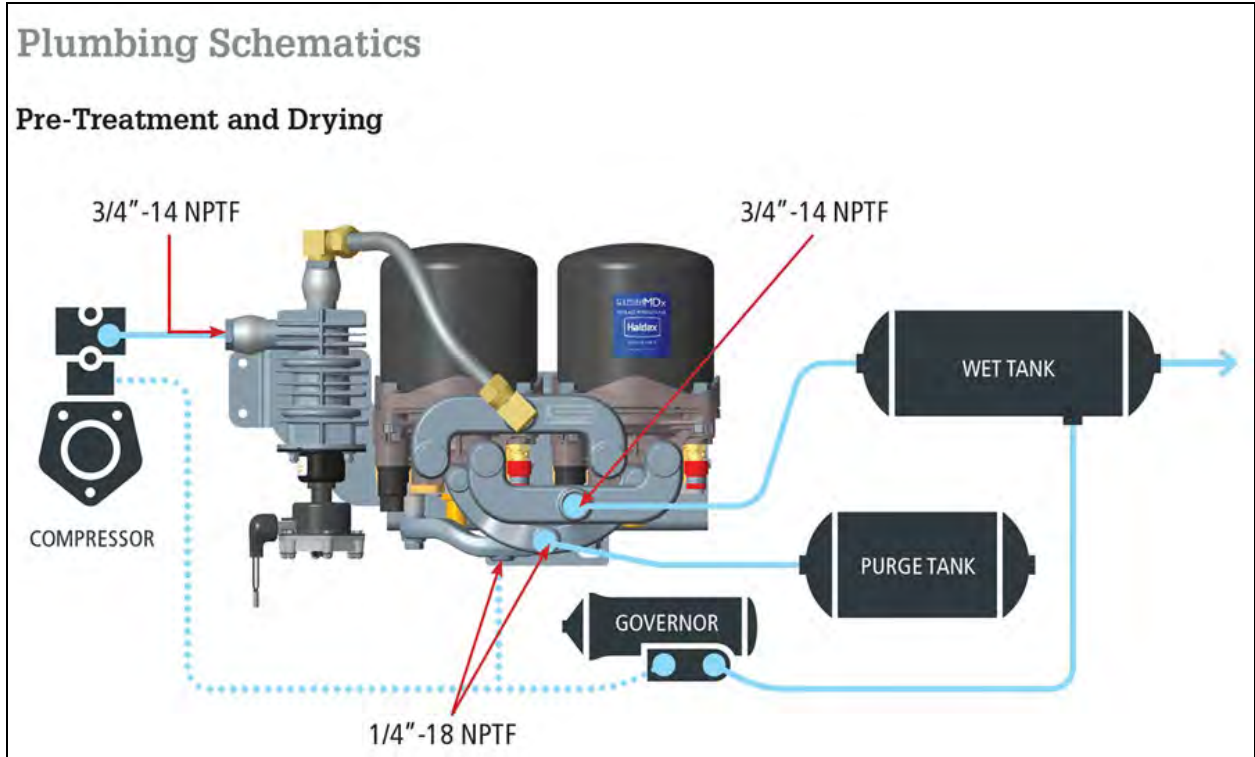 Plumbing Schematics
Pre-Treatment and Drying
3/4"-14 NPTF
3/4"-14 NPTF
MDx
Haldex
WET TANK
COMPRESSOR
PURGE TANK
GOVERNOR
1/4"-18 NPTF